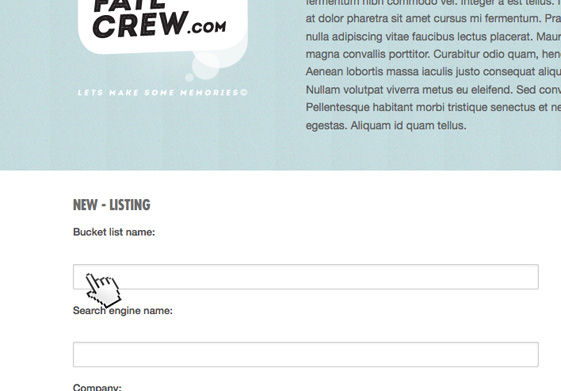 FATE
CREW.COM
LETS MAKE SOME MEMORIES©
fermentum nibh commodo vel. Integer a est tellus.
at dolor pharetra sit amet cursus mi fermentum. Pra
nulla adipiscing vitae faucibus lectus placerat. Maur
magna convallis porttitor. Curabitur odio quam, hen
Aenean lobortis massa iaculis justo consequat aliqu
Nullam volutpat viverra metus eu eleifend. Sed conv
Pellentesque habitant morbi tristique senectus et ne
egestas. Aliquam id quam tellus.
NEW - LISTING
Bucket list name:
Search engine name:
Company: